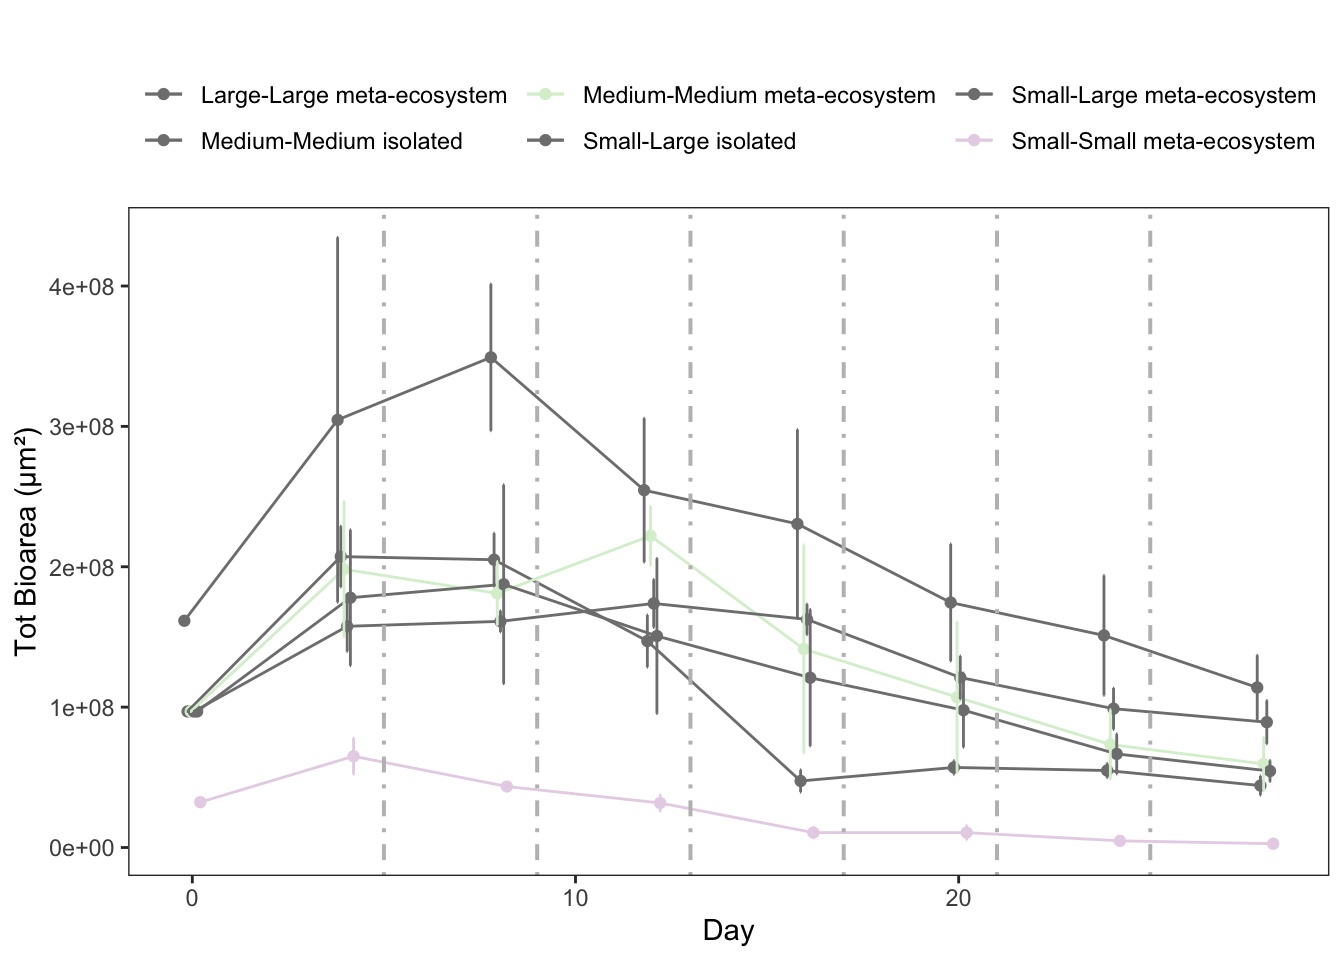 Large-Large meta-ecosystem Medium-Medium meta-ecosystem Small-Large meta-ecosystem
Medium-Medium isolated Small-Large isolated Small-Small meta-ecosystem
4e+08
3e+08
2e+08
1e+08
0e+00
Tot Bioarea (µm²)
0 10 20
Day